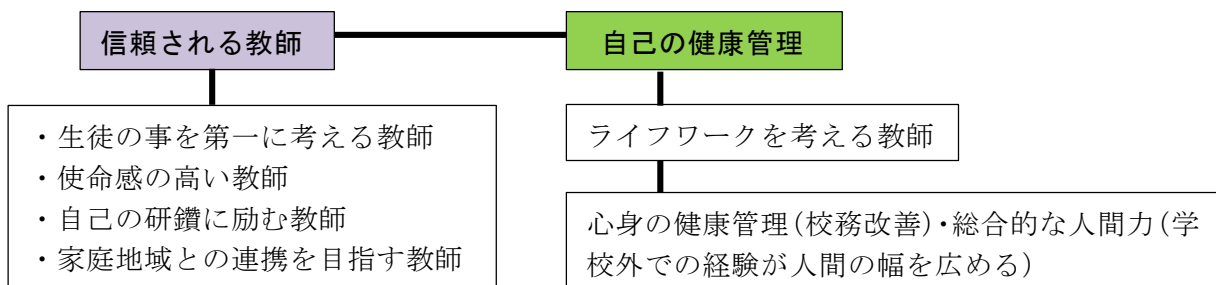 信頼される教師
自己の健康管理
・生徒の事を第一に考える教師
・使命感の高い教師
・自己の研鑽に励む教師
・家庭地域との連携を目指す教師
ライフワークを考える教師
心身の健康管理(校務改善)・総合的な人間力(学
校外での経験が人間の幅を広める)